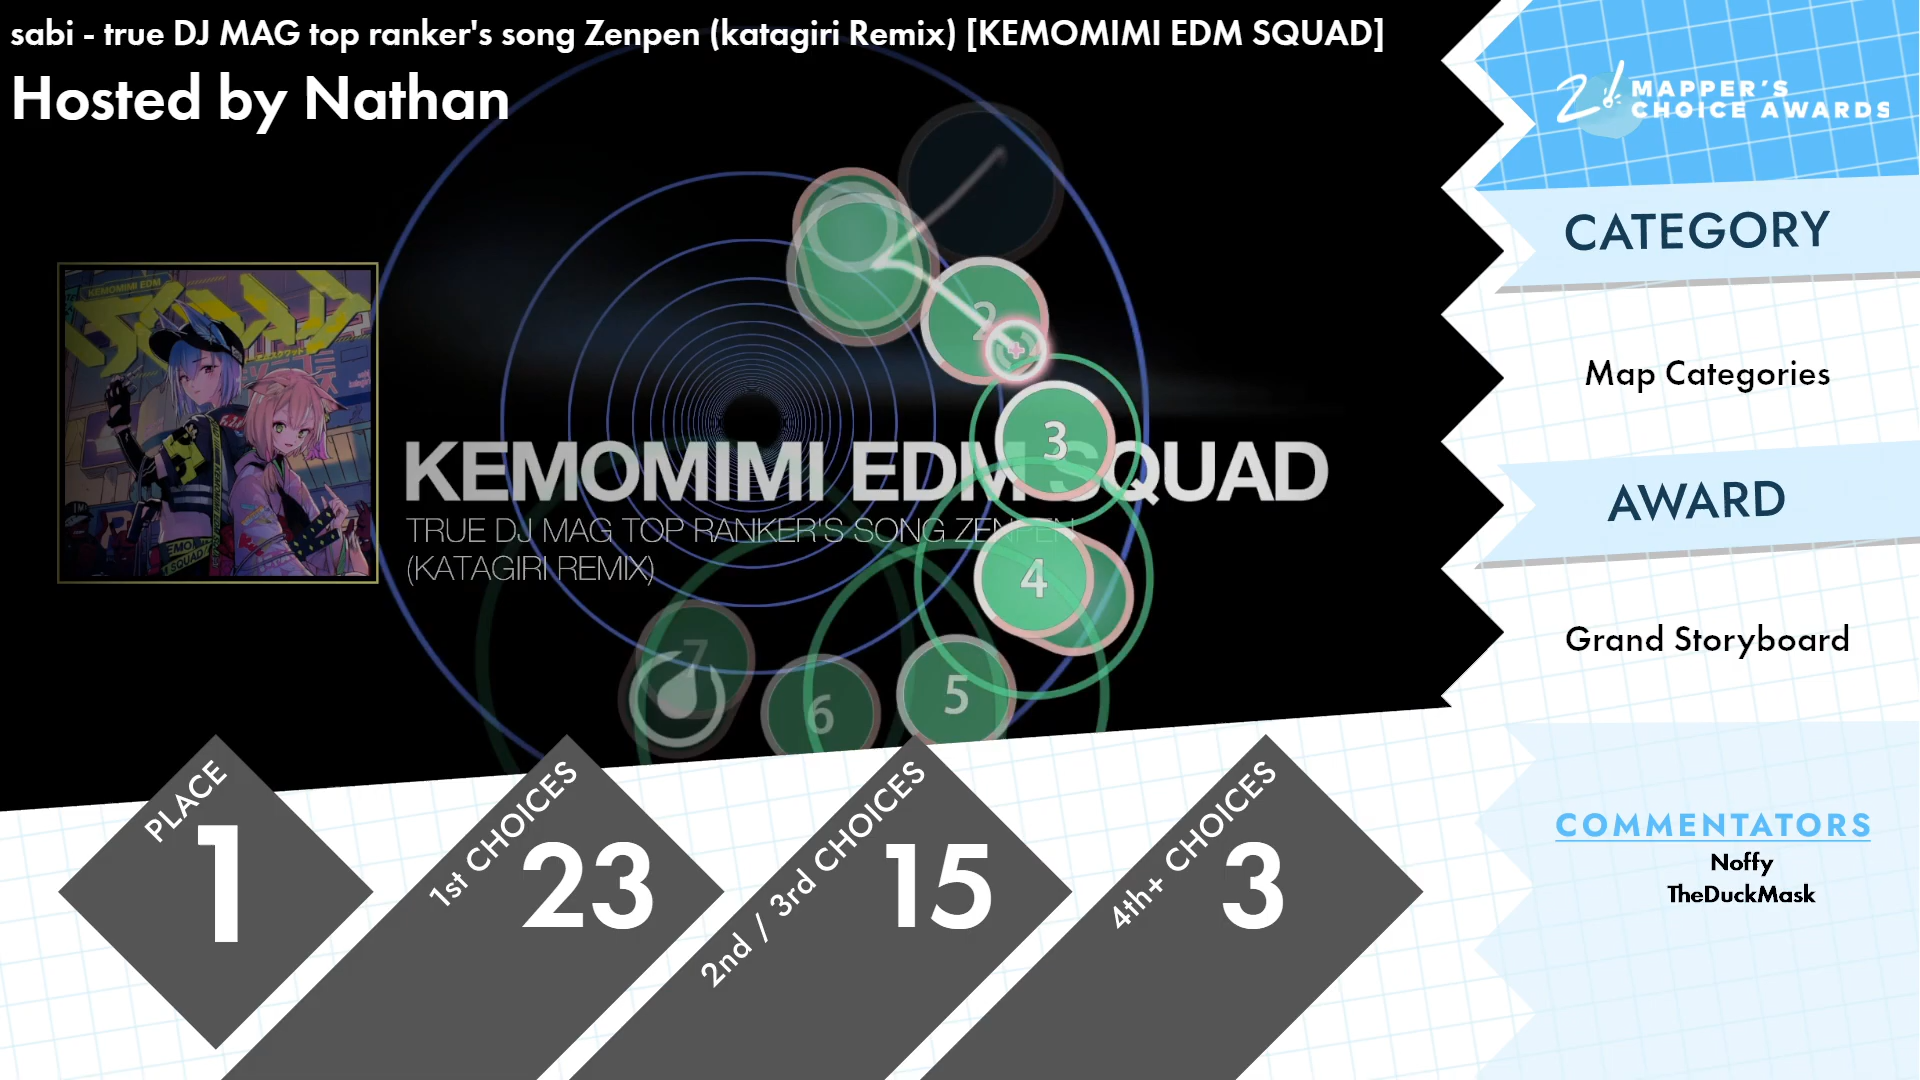 sabi - true DJ MAG top ranker's song Zenpen (katagiri Remix) [KEMOMIMI EDM SQUAD]
Hosted by Nathan
MAPPER'S
CHOICE AWARDS
CATEGORY
Map Categories
AWARD
Grand Storyboard
COMMENTATORS
Noffy
TheDuckMask
KEMOMIMI EDM
KEMOMIMI EDM SQUAD
TRUE DJ MAG TOP RANKER'S SONG ZENPEN
(KATAGIRI REMIX)
2
3
4
5
6
7
PLACE
1
1st CHOICES
23
2nd / 3rd CHOICES
15
4th+ CHOICES
3